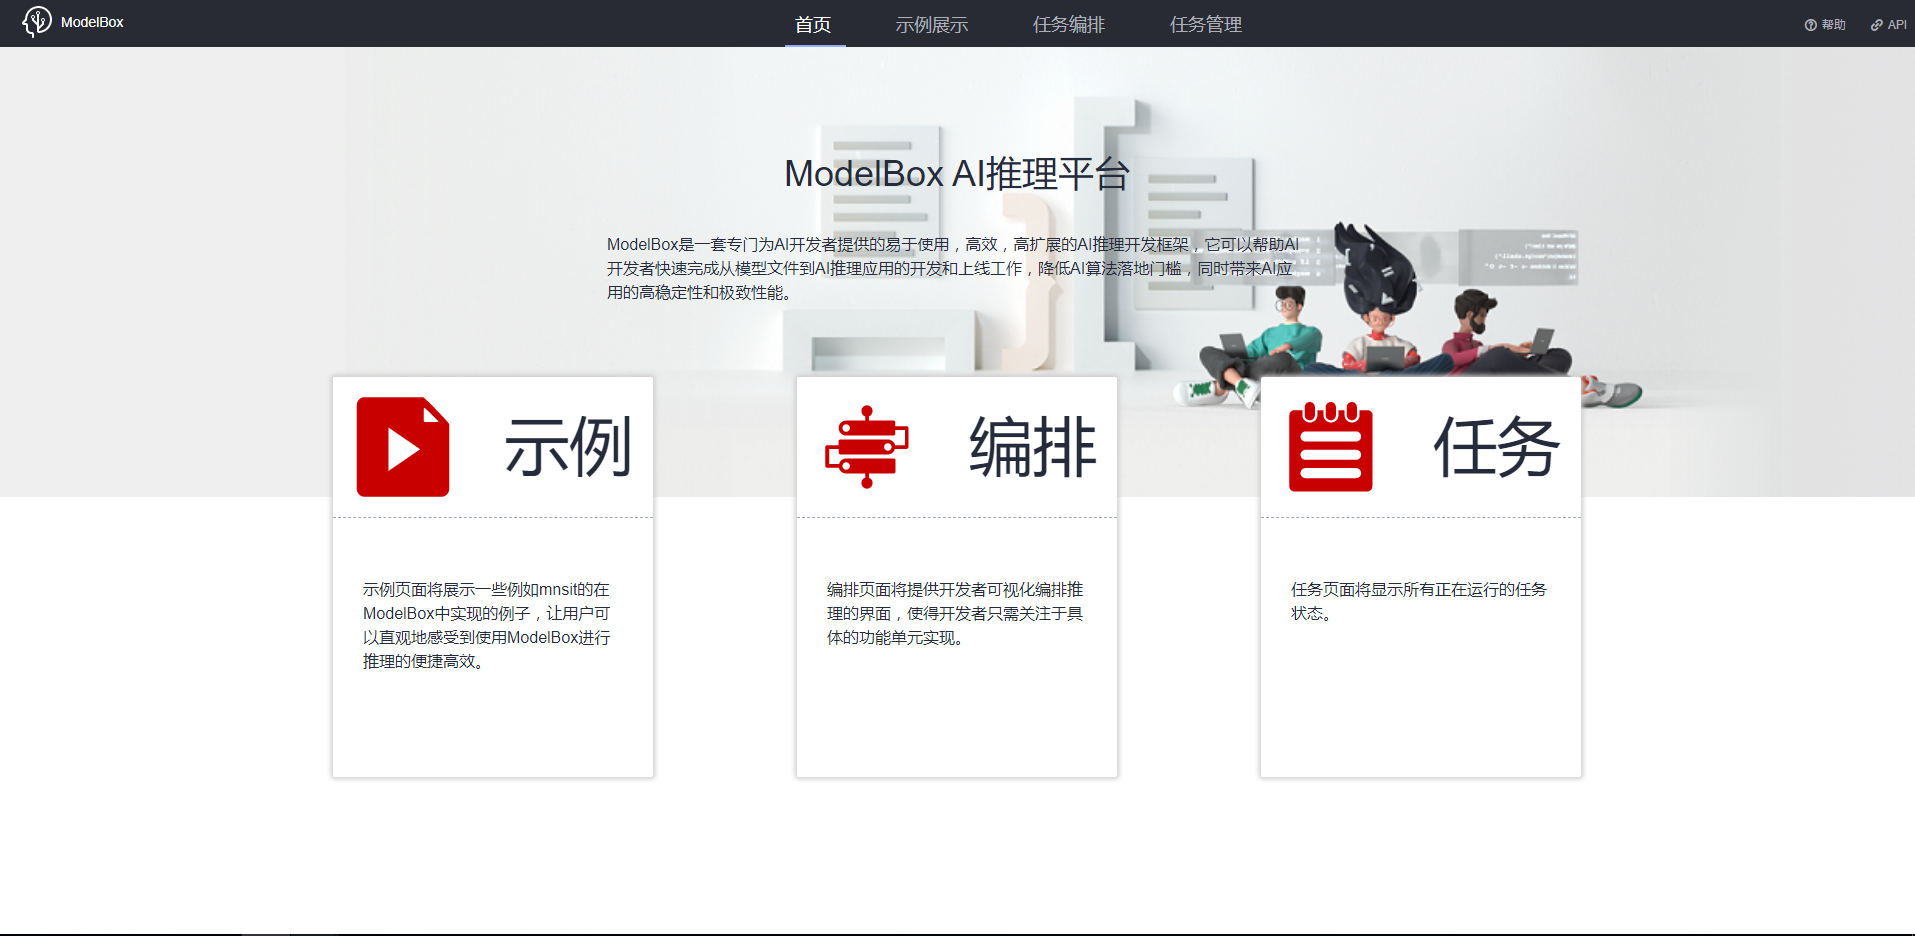 ModelBox
首页
示例展示
任务编排
任务管理
帮助
API
ModelBox AI推理平台
ModelBox是一套专门为AI开发者提供的易于使用，高效，高扩展的AI推理开发框架，它可以帮助AI
开发者快速完成从模型文件到AI推理应用的开发和上线工作，降低AI算法落地门槛，同时带来AI应
用的高稳定性和极致性能。
示例
示例页面将展示一些例如mnsit的在
ModelBox中实现的例子，让用户可
以直观地感受到使用ModelBox进行
推理的便捷高效。
编排
编排页面将提供开发者可视化编排推
理的界面，使得开发者只需关注于具
体的功能单元实现。
任务
任务页面将显示所有正在运行的任务
状态。